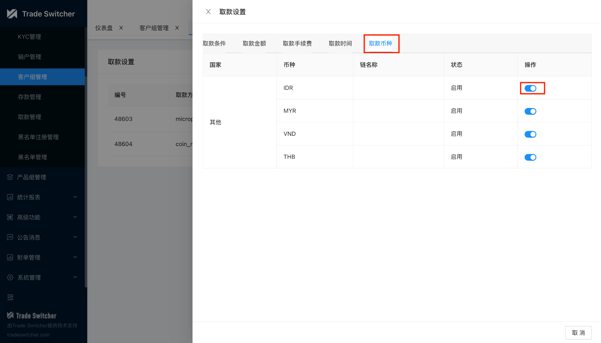 Trade Switcher
KYC管理
销户管理
客户组管理
存款管理
取款管理
黑名单注册管理
黑名单管理
产品组管理
统计报表
高级功能
公告消息
财单管理
系统管理
Trade Switcher
由Trade Switcher提供技术支持
tradeswitcher.com
仪表盘
客户组管理
取款设置
编号
取款方
48603
microp
48604
coin_r
取款设置
取款条件
取款金额
取款手续费
取款时间
取款币种
国家
币种
链名称
状态
操作
其他
IDR
启用
MYR
启用
VND
启用
THB
启用
取 消